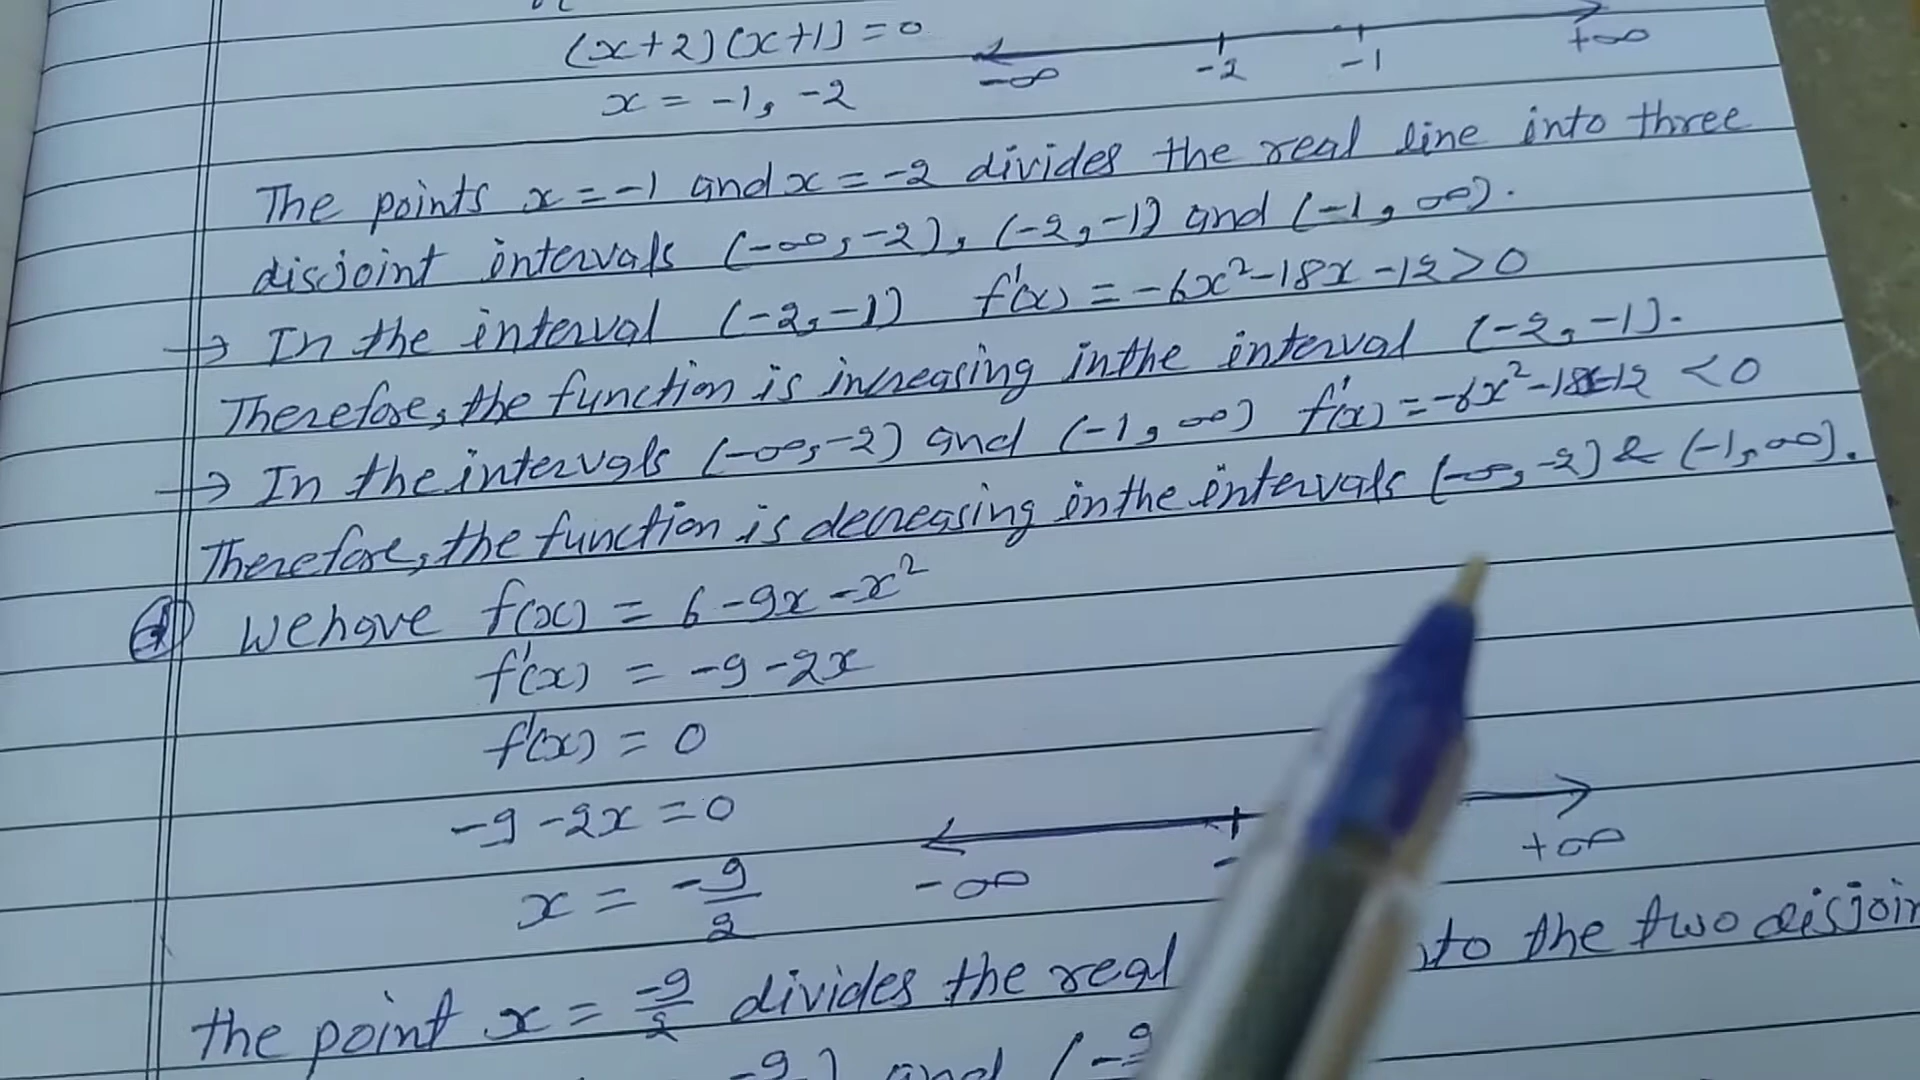 (x+2)(x+1)=0
-∞ -2 -1 +∞
x = -1, -2
The points x = -1 and x = -2 divides the real line into three
disjoint intervals (-∞, -2), (-2, -1) and (-1, ∞).
→ In the interval (-2, -1) f'(x) = -6x²-18x-12>0
Therefore, the function is increasing in the interval (-2, -1).
→ In the intervals (-∞, -2) and (-1, ∞) f'(x) = -6x²-18x-12 < 0
Therefore, the function is decreasing in the intervals (-∞, -2) & (-1, ∞).
We have f(x) = 6 -9x -x²
f'(x) = -9 -2x
f'(x) = 0
-9 -2x = 0
x = -9/2
-∞ - +∞
the point x = -9/2 divides the real to the two disjoin
-9 ) and ( -9